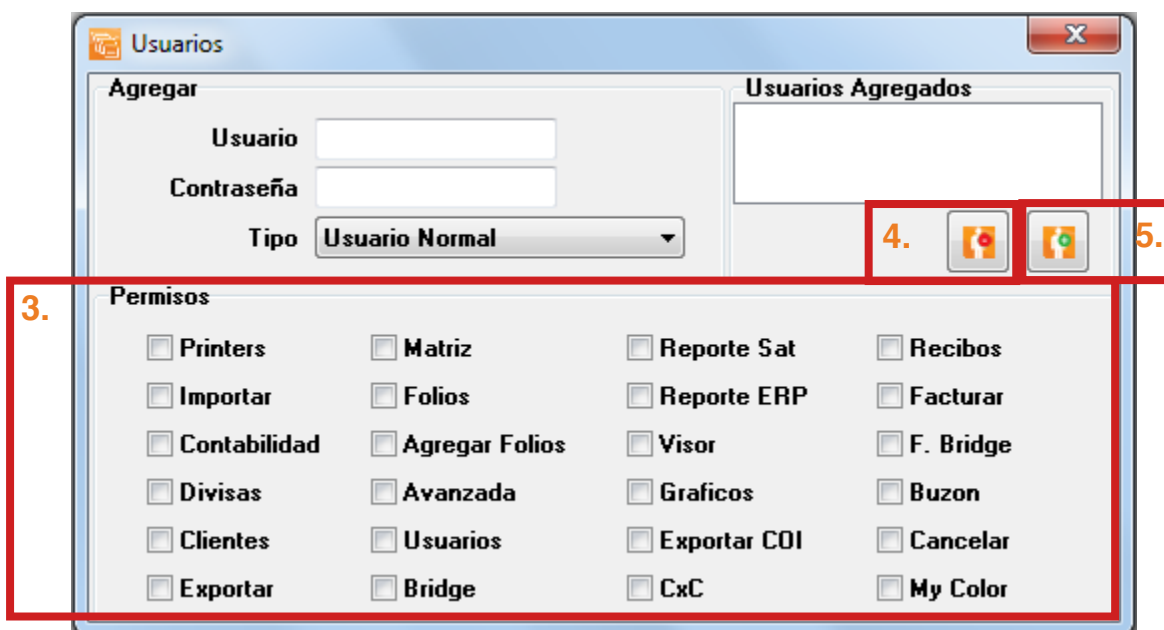 Usuarios
Agregar
Usuario
Contraseña
Tipo Usuario Normal
Usuarios Agregados
4. 5.
3.
Permisos
Printers Matriz Reporte Sat Recibos
Importar Folios Reporte ERP Facturar
Contabilidad Agregar Folios Visor F. Bridge
Divisas Avanzada Graficos Buzon
Clientes Usuarios Exportar COI Cancelar
Exportar Bridge CxC My Color